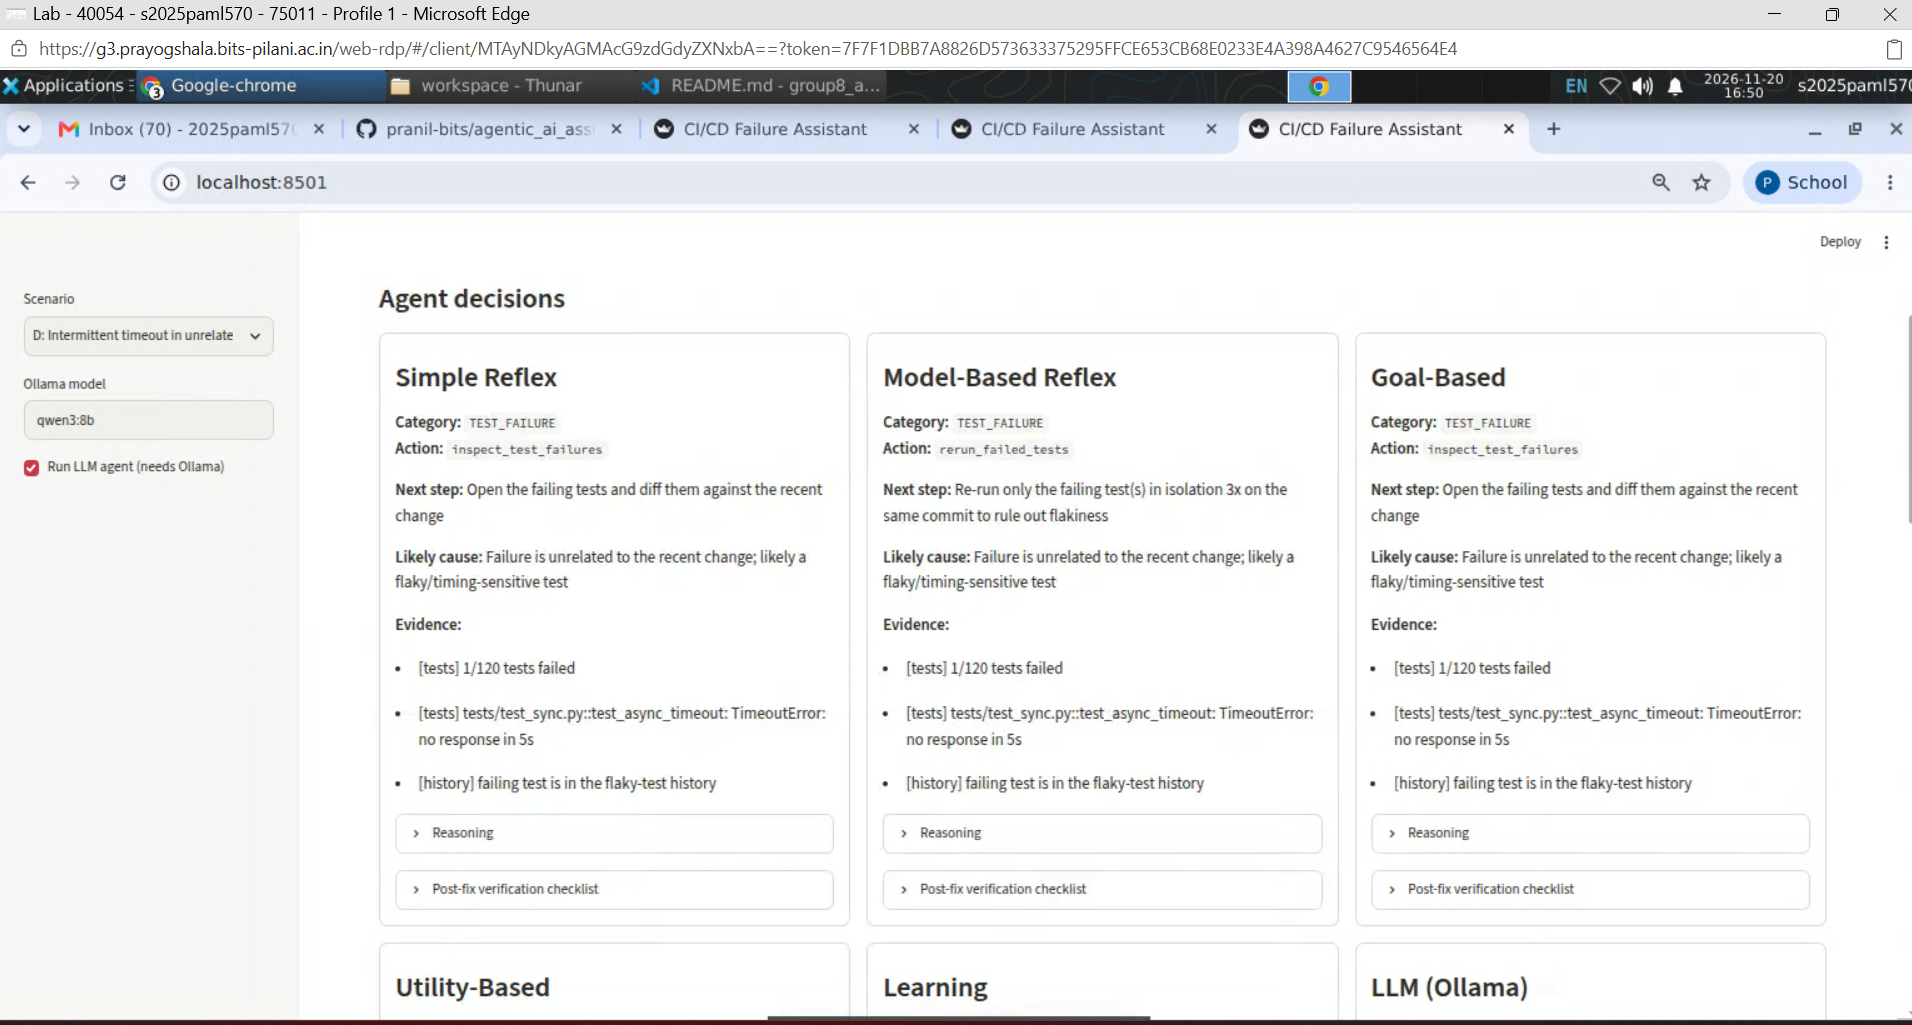 Lab - 40054 - s2025paml570 - 75011 - Profile 1 - Microsoft Edge
https://g3.prayogshala.bits-pilani.ac.in/web-rdp/#/client/MTAyNDkyAGMAcG9zdGdyZXNxbA==?token=7F7F1DBB7A8826D573633375295FFCE653CB68E0233E4A398A4627C9546564E4
Applications
Google-chrome
3
workspace - Thunar
README.md - group8_a...
EN
2026-11-20
16:50
s2025paml570
Inbox (70) - 2025paml570
pranil-bits/agentic_ai_ass
CI/CD Failure Assistant
CI/CD Failure Assistant
CI/CD Failure Assistant
localhost:8501
P
School
Deploy
Scenario
D: Intermittent timeout in unrelate
Ollama model
qwen3:8b
Run LLM agent (needs Ollama)
Agent decisions
Simple Reflex
Category: TEST_FAILURE
Action: inspect_test_failures
Next step: Open the failing tests and diff them against the recent
change
Likely cause: Failure is unrelated to the recent change; likely a
flaky/timing-sensitive test
Evidence:
• [tests] 1/120 tests failed
• [tests] tests/test_sync.py::test_async_timeout: TimeoutError:
no response in 5s
• [history] failing test is in the flaky-test history
Reasoning
Post-fix verification checklist
Model-Based Reflex
Category: TEST_FAILURE
Action: rerun_failed_tests
Next step: Re-run only the failing test(s) in isolation 3x on the
same commit to rule out flakiness
Likely cause: Failure is unrelated to the recent change; likely a
flaky/timing-sensitive test
Evidence:
• [tests] 1/120 tests failed
• [tests] tests/test_sync.py::test_async_timeout: TimeoutError:
no response in 5s
• [history] failing test is in the flaky-test history
Reasoning
Post-fix verification checklist
Goal-Based
Category: TEST_FAILURE
Action: inspect_test_failures
Next step: Open the failing tests and diff them against the recent
change
Likely cause: Failure is unrelated to the recent change; likely a
flaky/timing-sensitive test
Evidence:
• [tests] 1/120 tests failed
• [tests] tests/test_sync.py::test_async_timeout: TimeoutError:
no response in 5s
• [history] failing test is in the flaky-test history
Reasoning
Post-fix verification checklist
Utility-Based
Learning
LLM (Ollama)